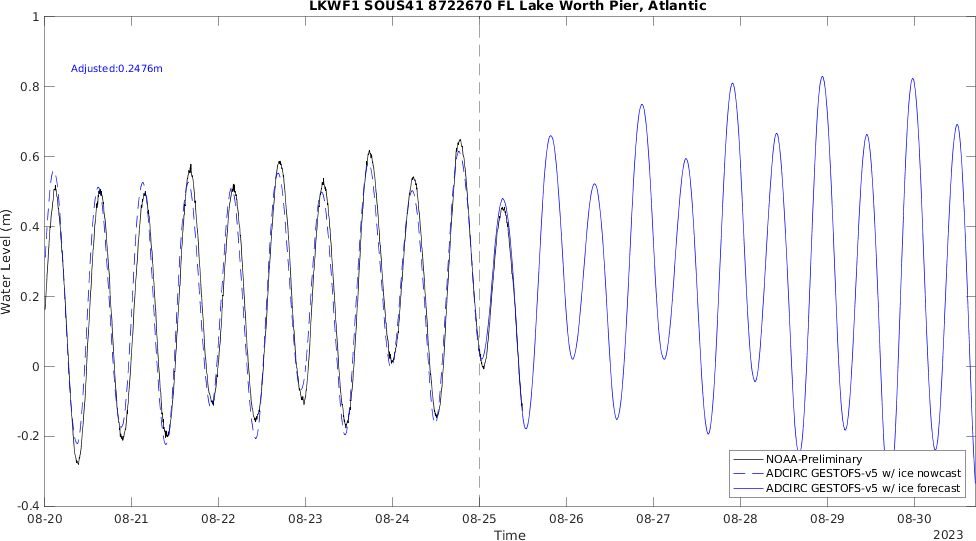 LKWF1 SOUS41 8722670 FL Lake Worth Pier, Atlantic
Adjusted:0.2476m
Water Level (m)
1
0.8
0.6
0.4
0.2
0
-0.2
-0.4
NOAA-Preliminary
ADCIRC GESTOFS-v5 w/ ice nowcast
ADCIRC GESTOFS-v5 w/ ice forecast
08-20 08-21 08-22 08-23 08-24 08-25 08-26 08-27 08-28 08-29 08-30
Time
2023